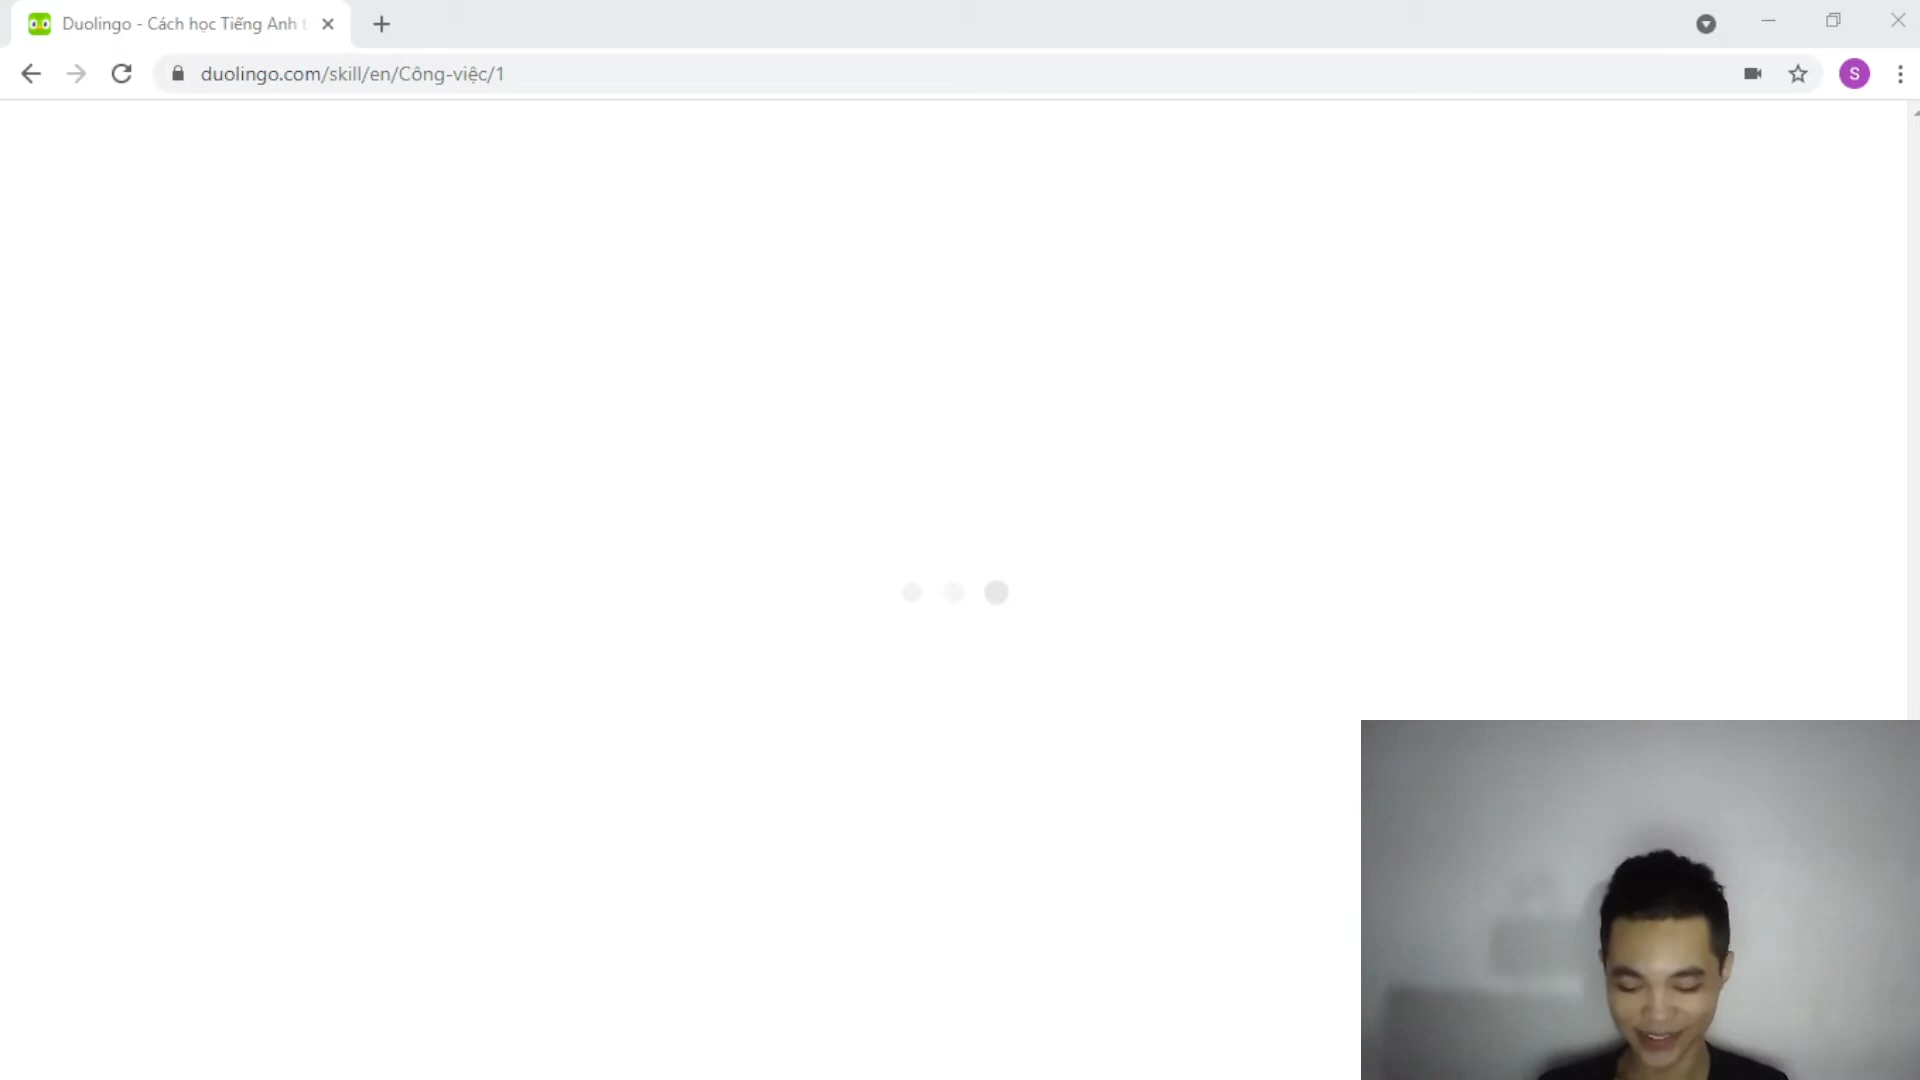 Duolingo - Cách học Tiếng Anh t
duolingo.com/skill/en/Công-việc/1
S